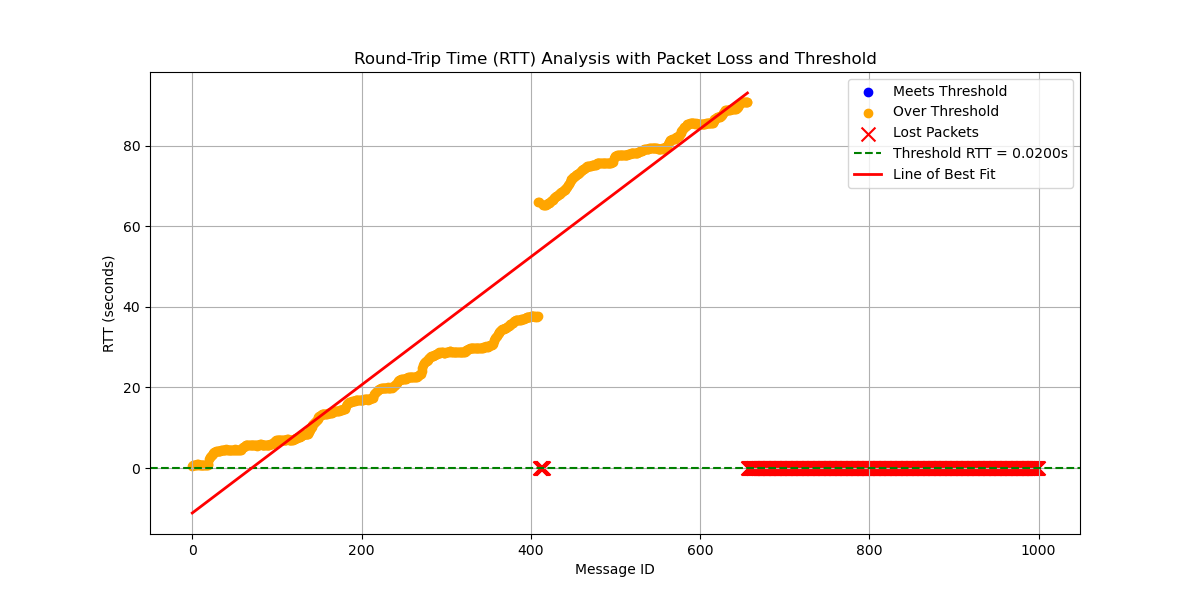 Round-Trip Time (RTT) Analysis with Packet Loss and Threshold
Meets Threshold
Over Threshold
Lost Packets
Threshold RTT = 0.0200s
Line of Best Fit
RTT (seconds)
80
60
40
20
0
0 200 400 600 800 1000
Message ID